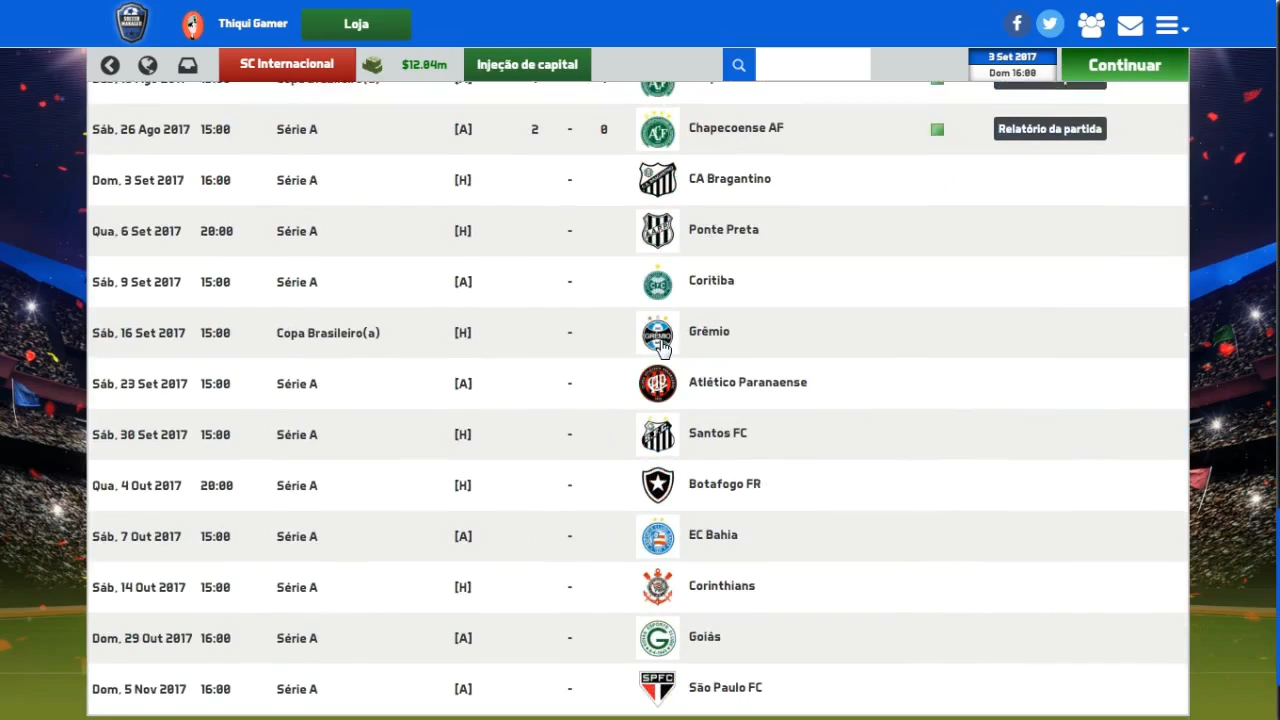 SOCCER MANAGER
Thiqui Gamer
Loja
SC Internacional
$12.04m
Injeção de capital
3 Set 2017
Dom 16:00
Continuar
Sáb, 26 Ago 2017 15:00 Série A [A] 2 - 0 Chapecoense AF Relatório da partida
Dom, 3 Set 2017 16:00 Série A [H] - CA Bragantino
Qua, 6 Set 2017 20:00 Série A [H] - Ponte Preta
Sáb, 9 Set 2017 15:00 Série A [A] - Coritiba
Sáb, 16 Set 2017 15:00 Copa Brasileiro(a) [H] - Grêmio
Sáb, 23 Set 2017 15:00 Série A [A] - Atlético Paranaense
Sáb, 30 Set 2017 15:00 Série A [H] - Santos FC
Qua, 4 Out 2017 20:00 Série A [H] - Botafogo FR
Sáb, 7 Out 2017 15:00 Série A [A] - EC Bahia
Sáb, 14 Out 2017 15:00 Série A [H] - Corinthians
Dom, 29 Out 2017 16:00 Série A [A] - Goiás
Dom, 5 Nov 2017 16:00 Série A [A] - São Paulo FC